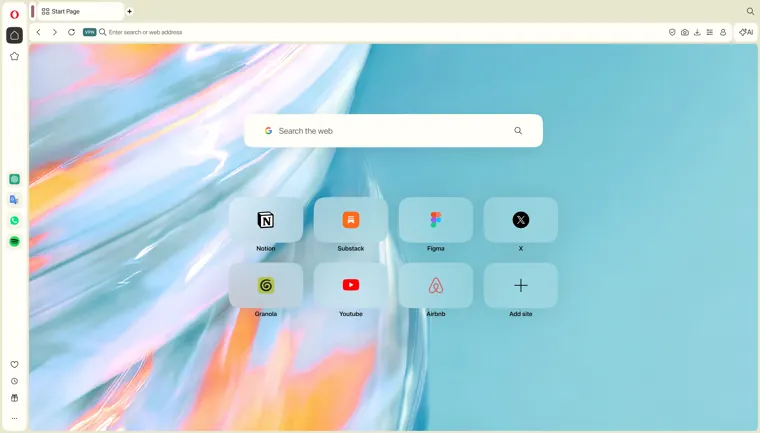 Start Page
VPN
Enter search or web address
AI
Search the web
Notion
Substack
Figma
X
Granola
Youtube
Airbnb
Add site